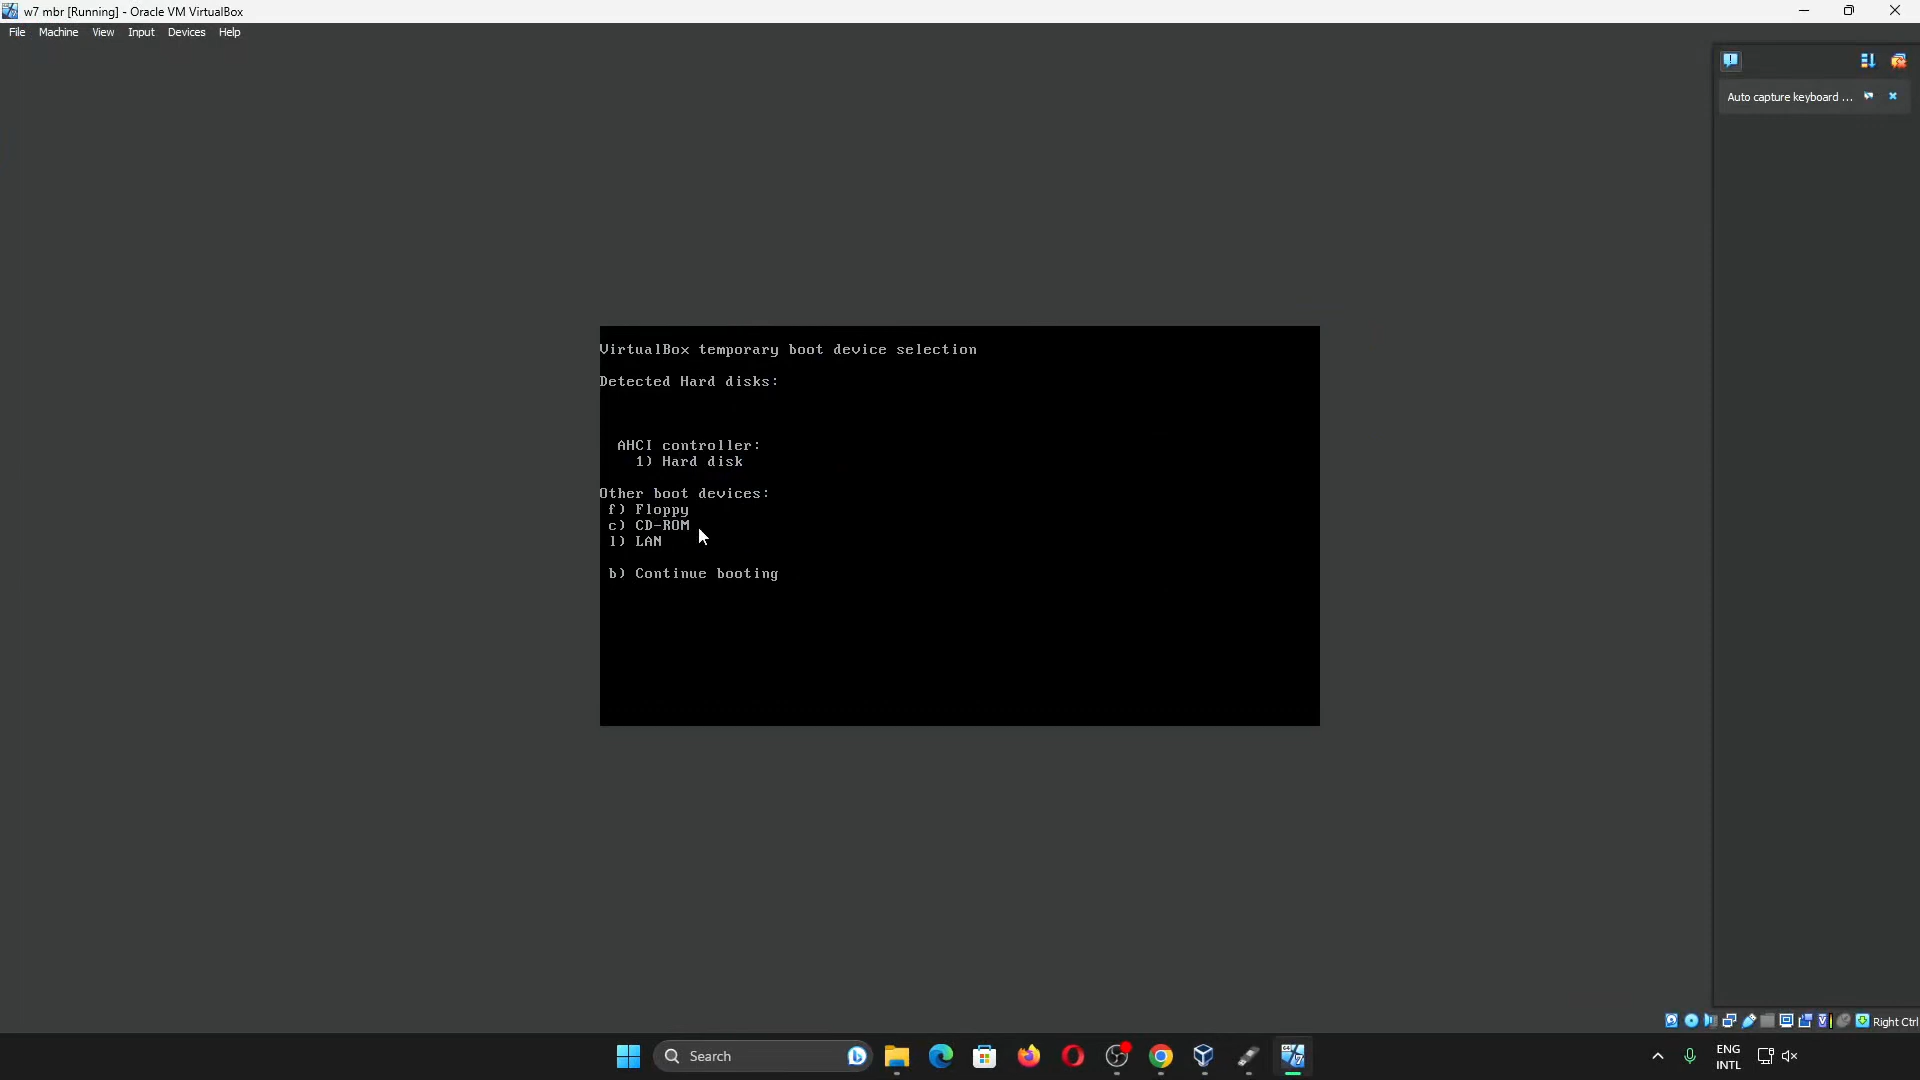 w7 mbr [Running] - Oracle VM VirtualBox
File Machine View Input Devices Help
Auto capture keyboard ...
VirtualBox temporary boot device selection
Detected Hard disks:
AHCI controller:
1) Hard disk
Other boot devices:
f) Floppy
c) CD-ROM
l) LAN
b) Continue booting
Right Ctrl
Search
ENG
INTL